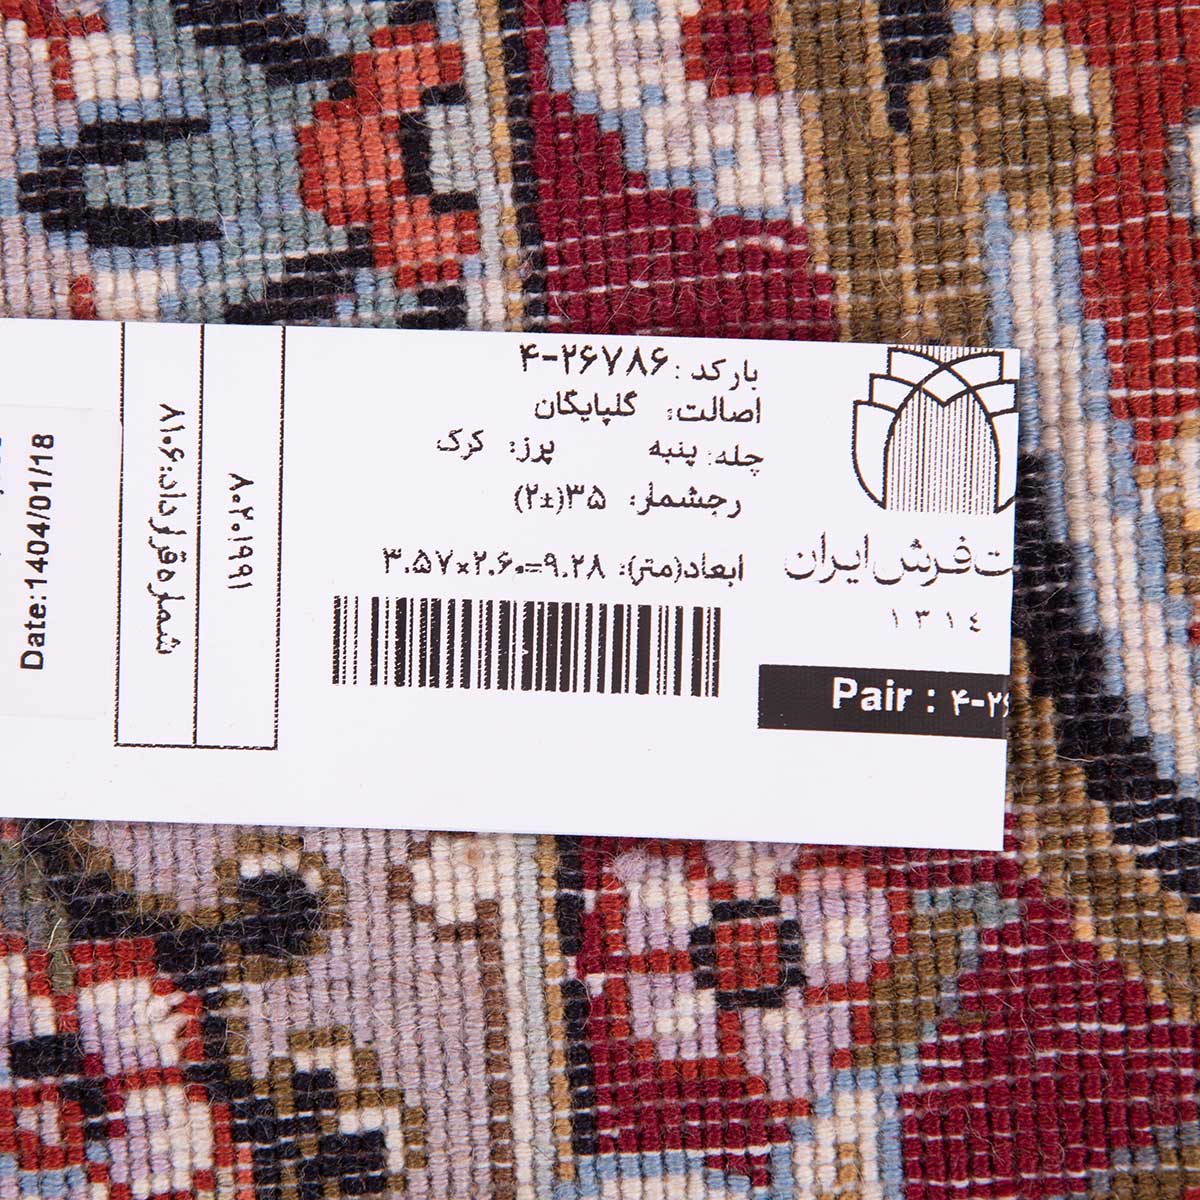 بارکد: ۴-۲۶۷۸۶
اصالت: گلپایگان
چله: پنبه پرز: کرک
رجشمار: ۳۵(±۲)
ابعاد(متر): ۳.۵۷×۲.۶۰=۹.۲۸
ت فرش ایران
۱۳۱٤
Pair : ۴-۲۶
۸۰۲۰۱۹۹۱
شماره قرارداد: ۸۱۰۶
Date:1404/01/18